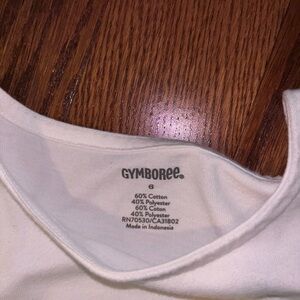 GYMBOREE®
6
60% Cotton
40% Polyester
60% Coton
40% Polyester
RN70530/CA31802
Made in Indonesia